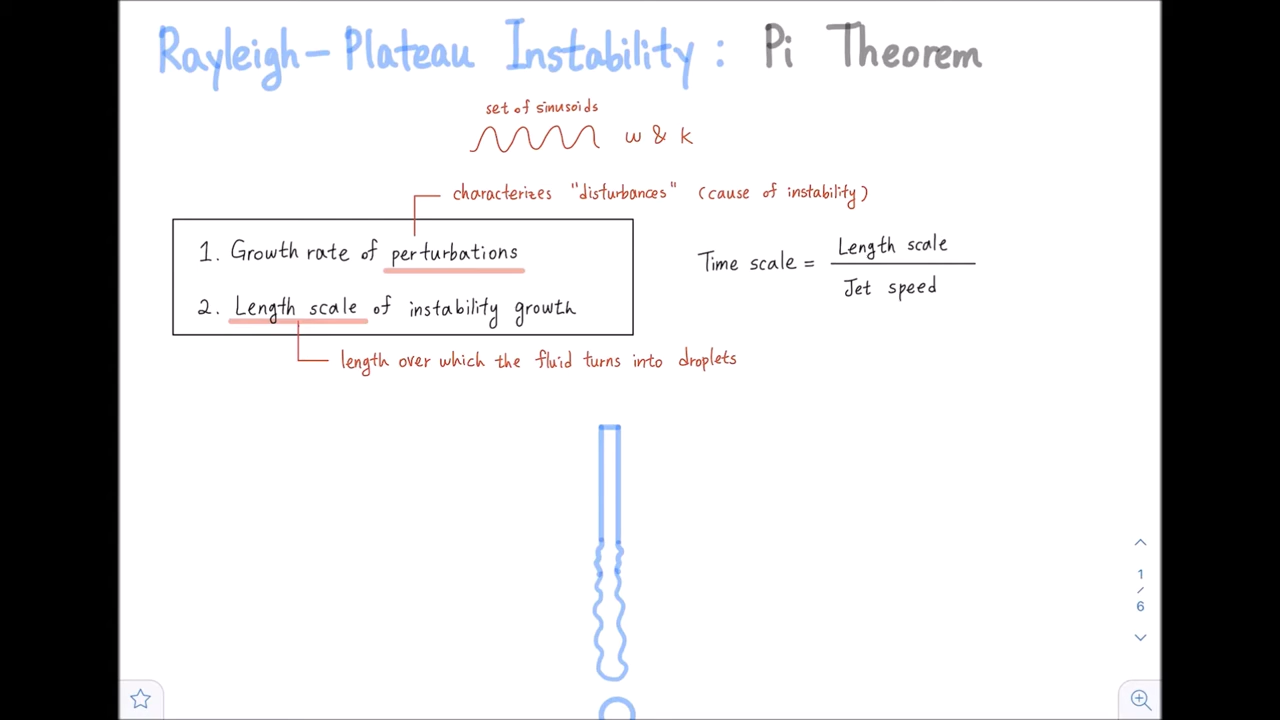 Rayleigh-Plateau Instability: Pi Theorem
set of sinusoids
w & k
characterizes "disturbances" (cause of instability)
1. Growth rate of perturbations
2. Length scale of instability growth
Time scale = Length scale
Jet speed
length over which the fluid turns into droplets
1
/
6